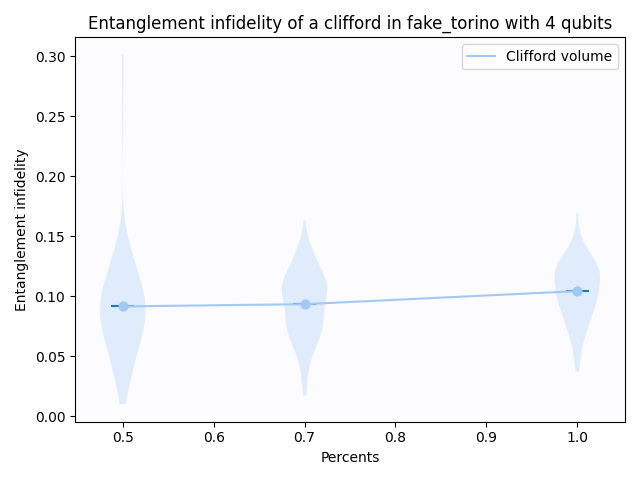 Entanglement infidelity of a clifford in fake_torino with 4 qubits
Clifford volume
Entanglement infidelity
0.30
0.25
0.20
0.15
0.10
0.05
0.00
0.5 0.6 0.7 0.8 0.9 1.0
Percents